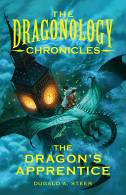 THE
DRAGONOLOGY
CHRONICLES
THE
DRAGON'S
APPRENTICE
DUGALD A. STEER